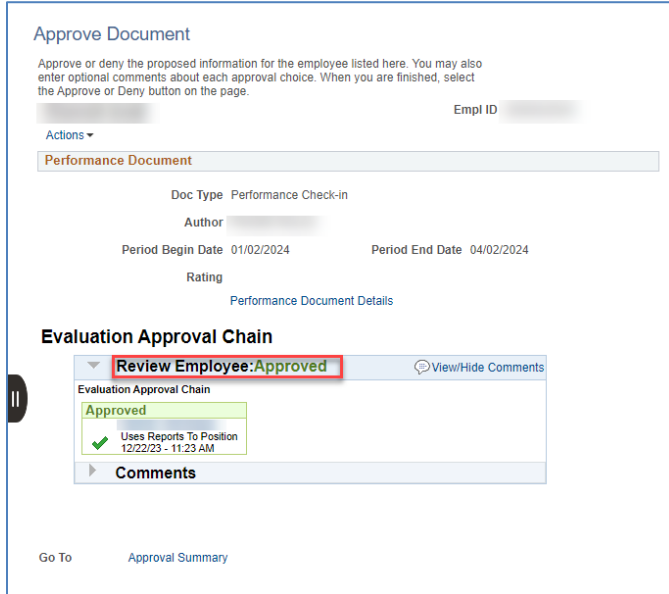 Approve Document
Approve or deny the proposed information for the employee listed here. You may also
enter optional comments about each approval choice. When you are finished, select
the Approve or Deny button on the page.
Empl ID
Actions
Performance Document
Doc Type Performance Check-in
Author
Period Begin Date 01/02/2024 Period End Date 04/02/2024
Rating
Performance Document Details
Evaluation Approval Chain
Review Employee:Approved View/Hide Comments
Evaluation Approval Chain
Approved
Uses Reports To Position
12/22/23 - 11:23 AM
Comments
Go To Approval Summary